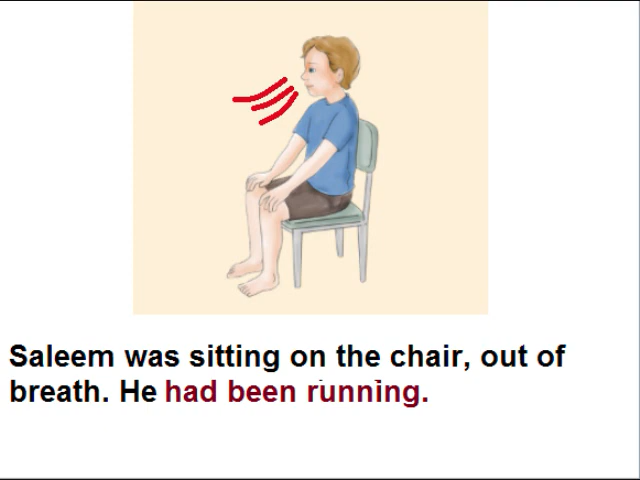 Saleem was sitting on the chair, out of
breath. He had been running.